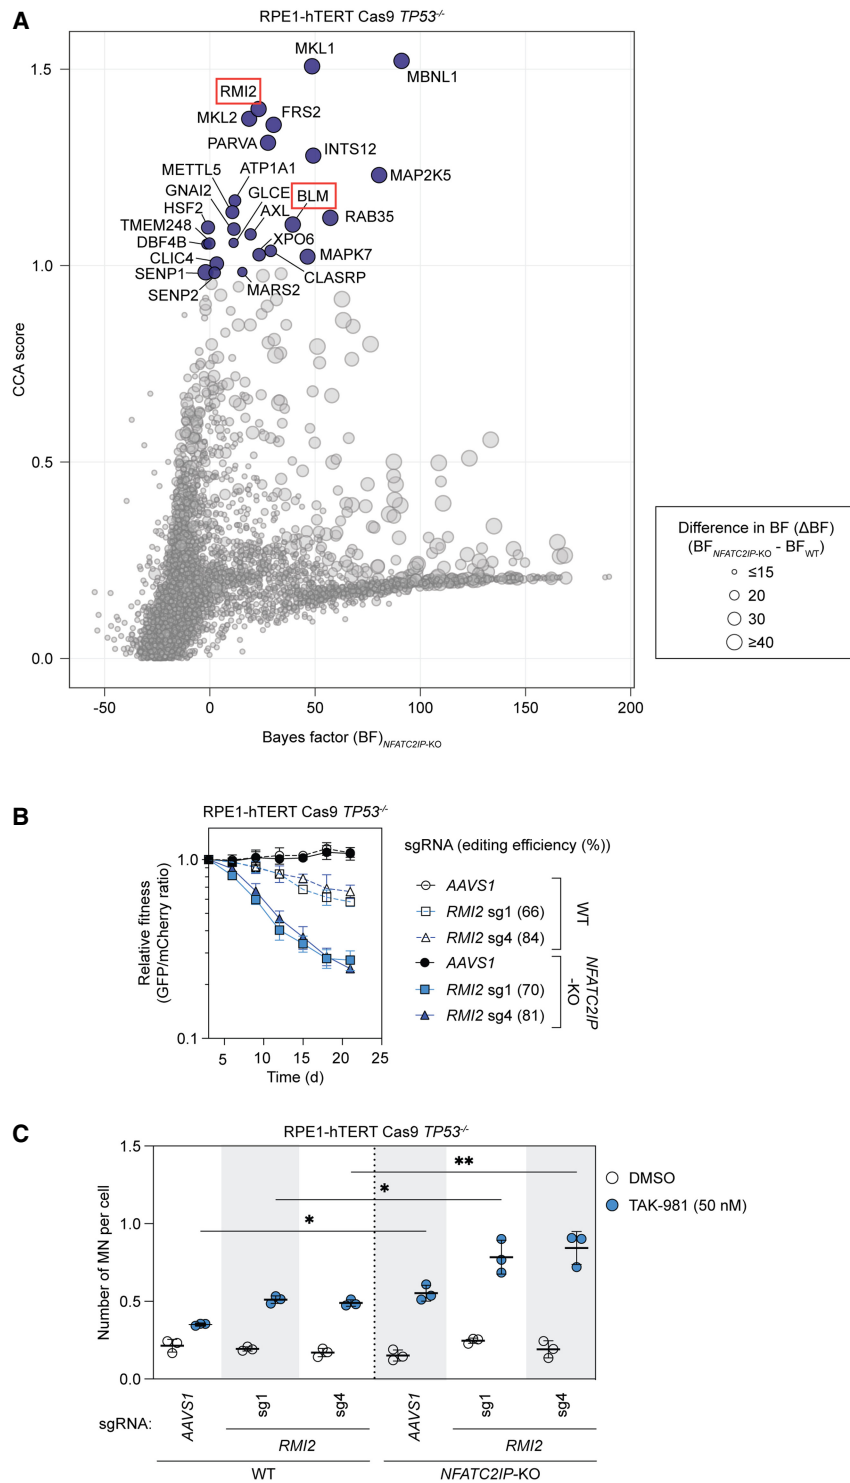 A
RPE1-hTERT Cas9 TP53-/-
MKL1
MBNL1
RMI2
MKL2
FRS2
PARVA
INTS12
METTL5
ATP1A1
MAP2K5
GNAI2
GLCE
BLM
HSF2
AXL
RAB35
TMEM248
DBF4B
XPO6
CLIC4
MAPK7
SENP1
CLASRP
SENP2
MARS2
CCA score
1.5
1.0
0.5
0.0
-50 0 50 100 150 200
Bayes factor (BF)NFATC2IP-KO
Difference in BF (ΔBF)
(BFNFATC2IP-KO - BFWT)
≤15
20
30
≥40
B
RPE1-hTERT Cas9 TP53-/-
Relative fitness
(GFP/mCherry ratio)
1.0
0.1
5 10 15 20 25
Time (d)
sgRNA (editing efficiency (%))
AAVS1
RMI2 sg1 (66)
RMI2 sg4 (84)
WT
AAVS1
RMI2 sg1 (70)
RMI2 sg4 (81)
NFATC2IP
-KO
C
RPE1-hTERT Cas9 TP53-/-
Number of MN per cell
1.5
1.0
0.5
0.0
**
*
*
DMSO
TAK-981 (50 nM)
sgRNA: AAVS1 sg1 sg4 AAVS1 sg1 sg4
RMI2 RMI2
WT NFATC2IP-KO